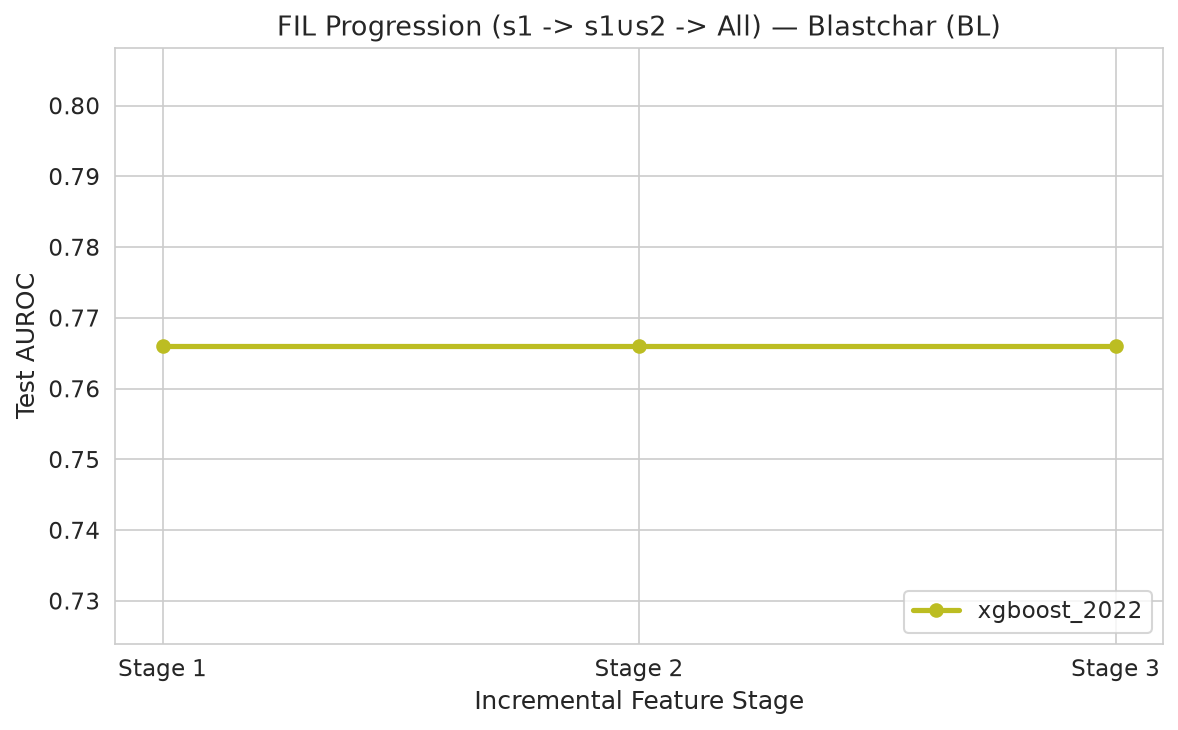 FIL Progression (s1 -> s1∪s2 -> All) — Blastchar (BL)
0.80
0.79
0.78
0.77
0.76
0.75
0.74
0.73
Test AUROC
xgboost_2022
Stage 1 Stage 2 Stage 3
Incremental Feature Stage